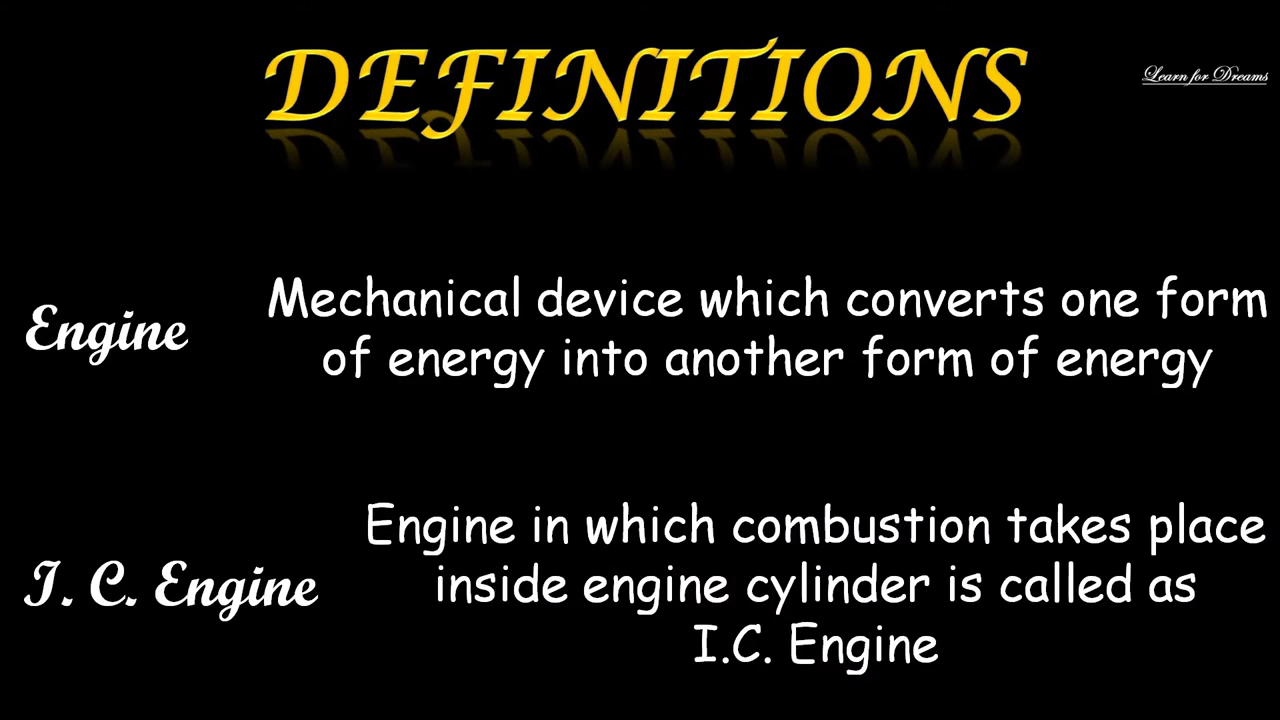 DEFINITIONS
Learn for Dreams
Engine
Mechanical device which converts one form
of energy into another form of energy
I. C. Engine
Engine in which combustion takes place
inside engine cylinder is called as
I.C. Engine